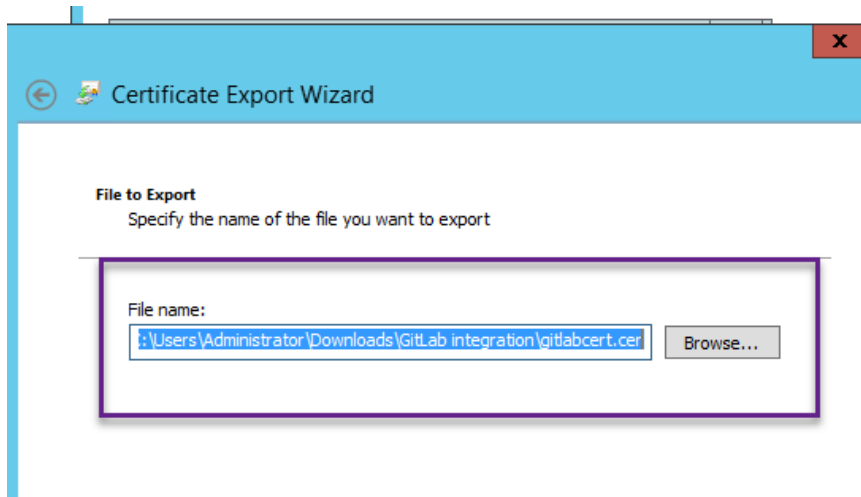 x
Certificate Export Wizard
File to Export
Specify the name of the file you want to export
File name:
:\Users\Administrator\Downloads\GitLab integration\gitlabcert.cer
Browse...